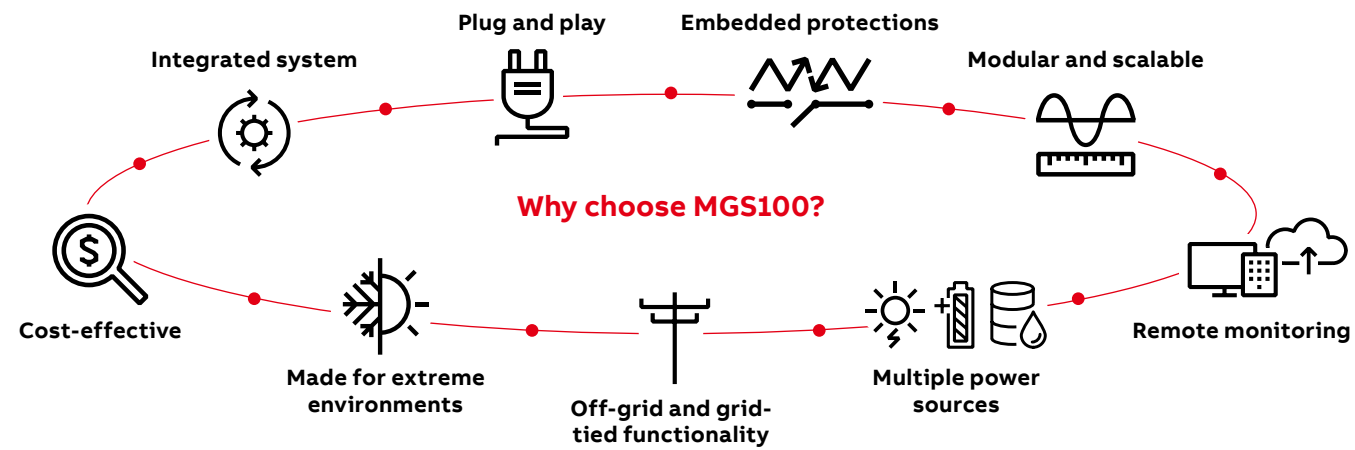 Plug and play
Embedded protections
Integrated system
Modular and scalable
Why choose MGS100?
$
Cost-effective
Remote monitoring
Made for extreme
environments
Multiple power
sources
Off-grid and grid-
tied functionality